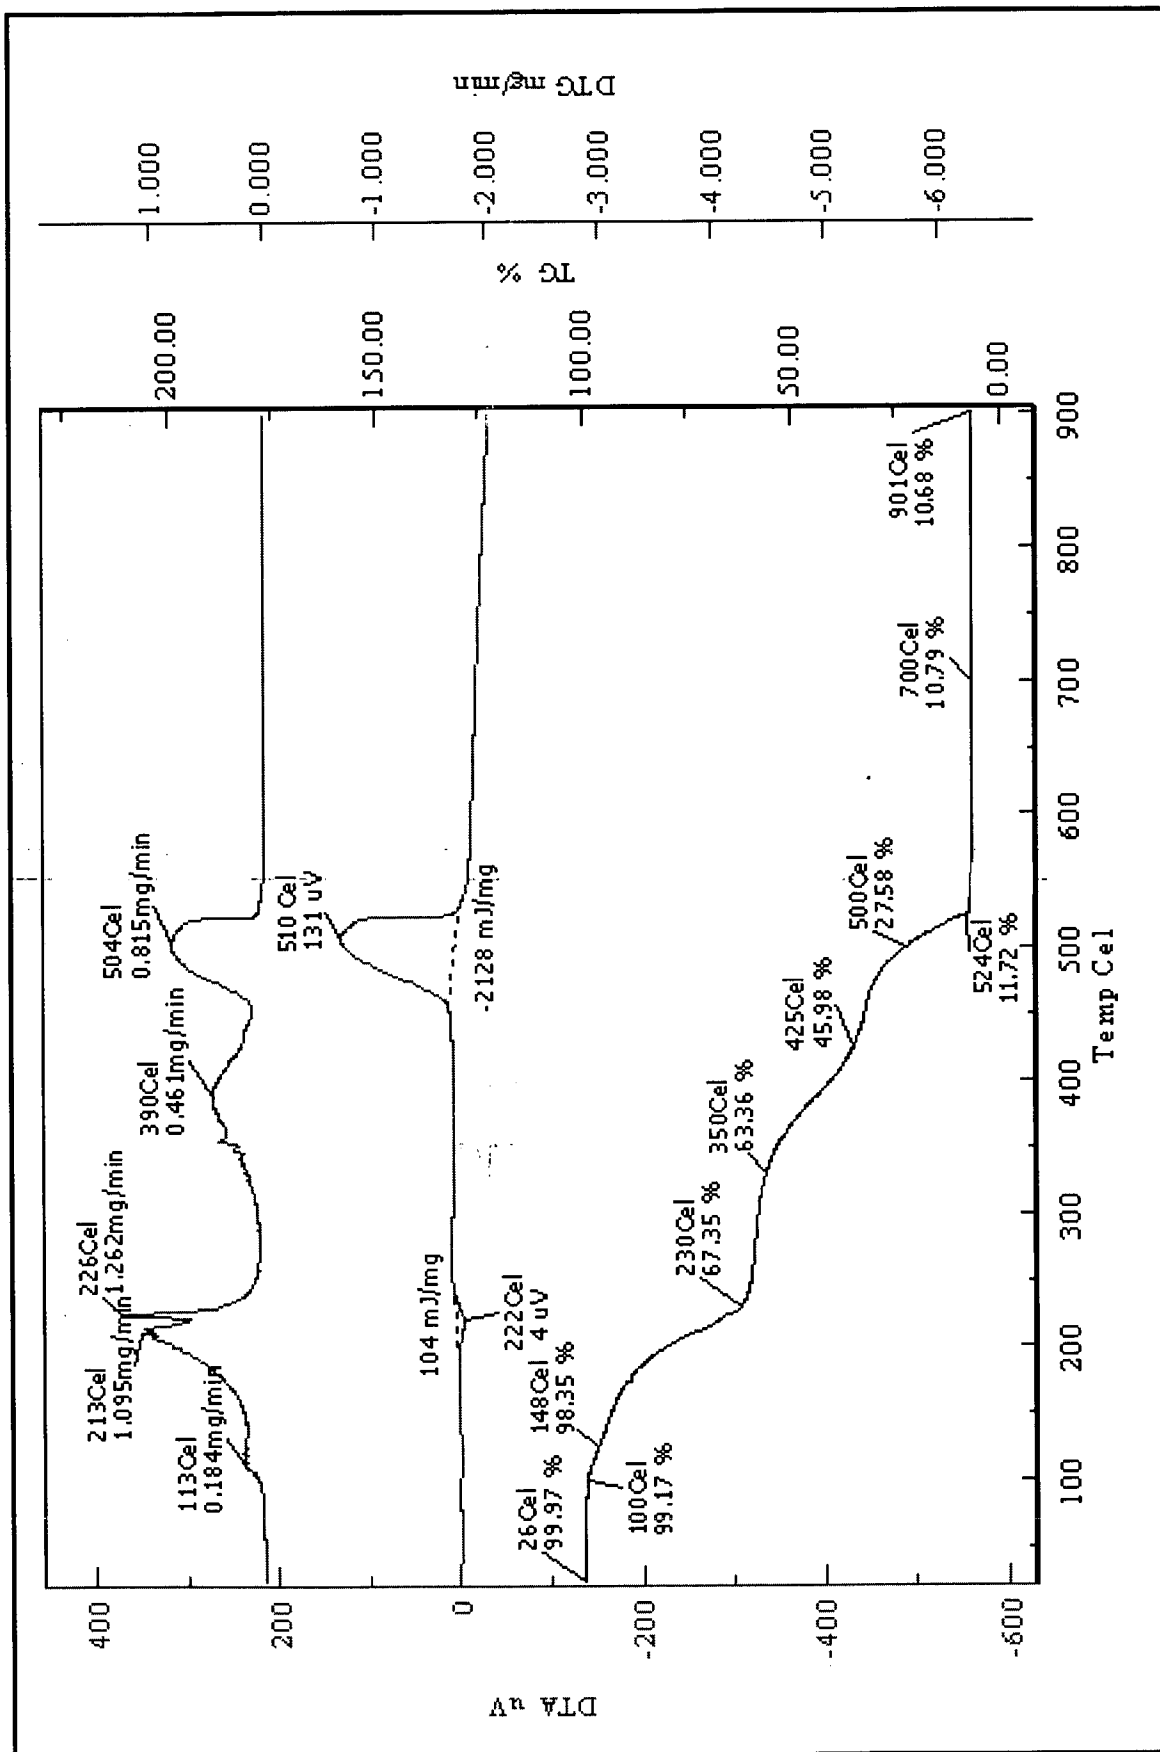 DTA uV
400
200
0
-200
-400
-600
113Cel
0.184mg/min
213Cel
1.095mg/min
226Cel
1.262mg/min
390Cel
0.461mg/min
504Cel
0.815mg/min
104 mJ/mg
222Cel
4 uV
510 Cel
131 uV
-2128 mJ/mg
26Cel
99.97 %
100Cel
99.17 %
148Cel
98.35 %
230Cel
67.35 %
350Cel
63.36 %
425Cel
45.98 %
500Cel
27.58 %
524Cel
11.72 %
700Cel
10.79 %
901Cel
10.68 %
100
200
300
400
500
600
700
800
900
Temp Cel
200.00
150.00
100.00
50.00
0.00
TG %
1.000
0.000
-1.000
-2.000
-3.000
-4.000
-5.000
-6.000
DTG mg/min